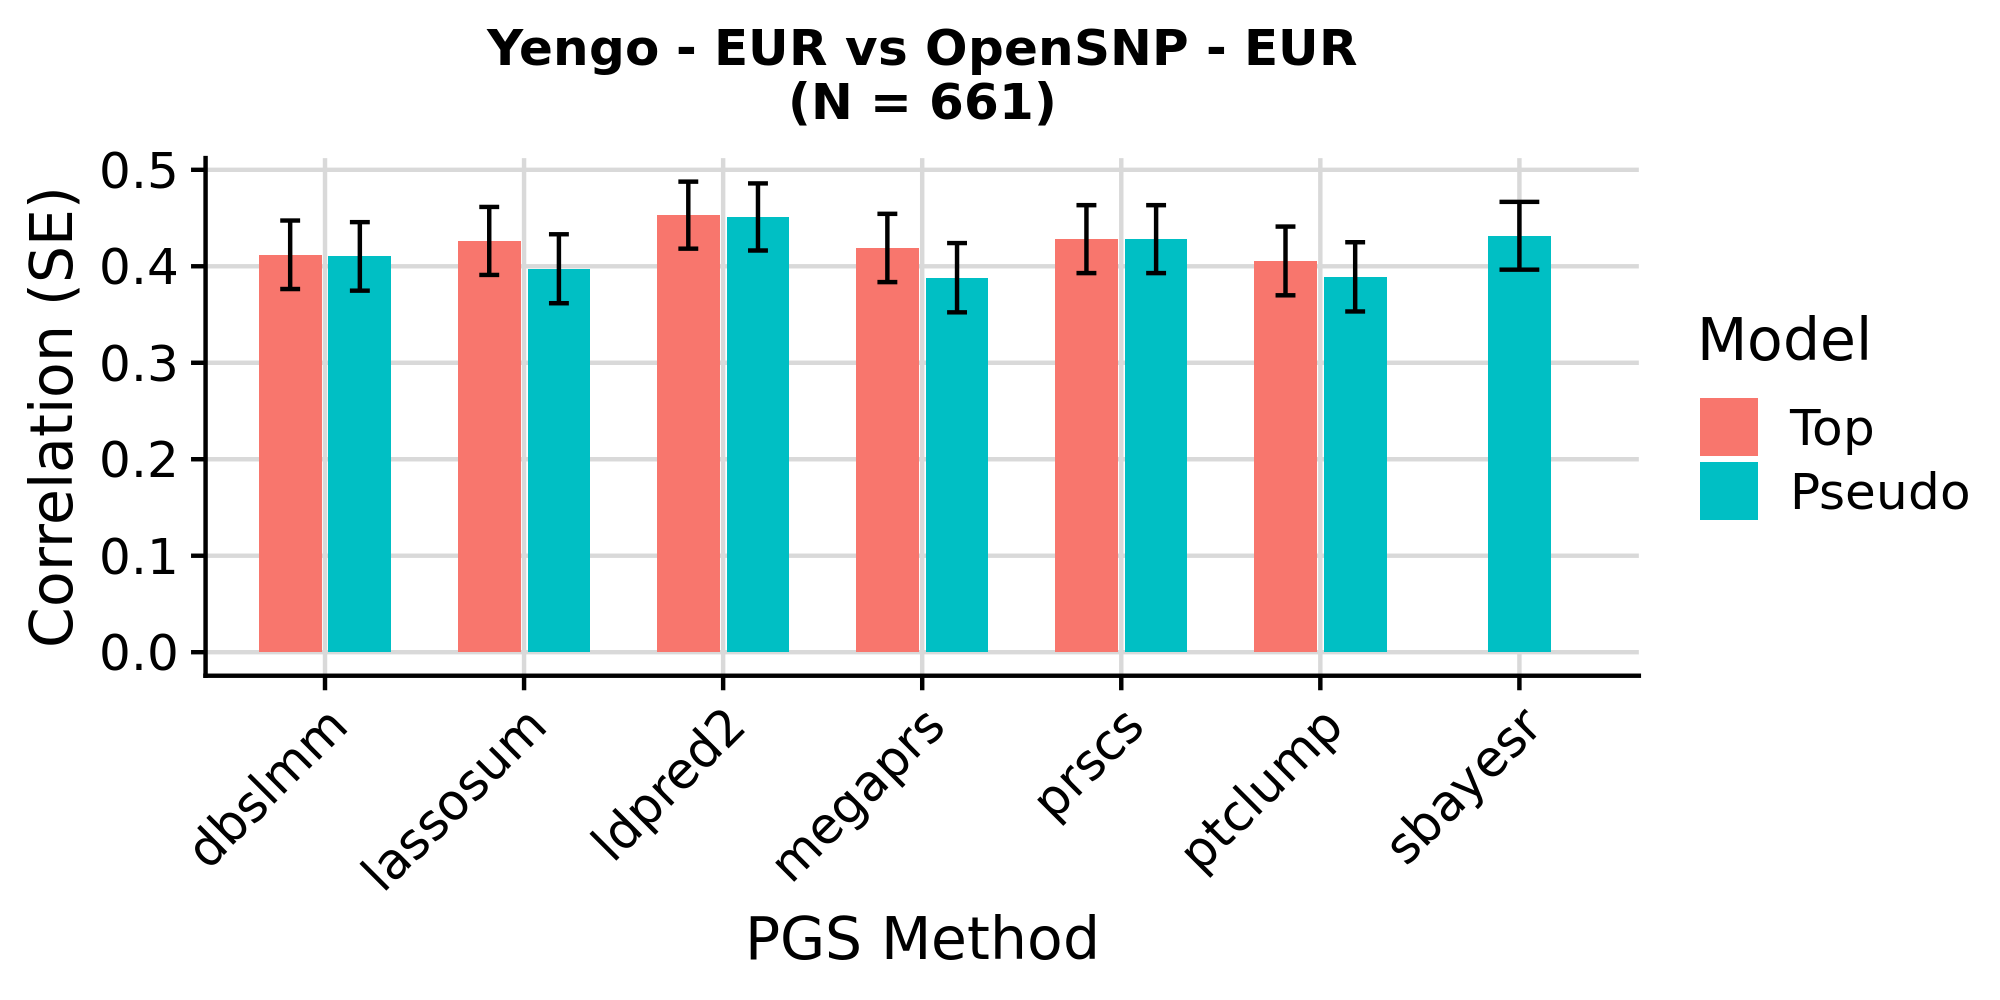 Yengo - EUR vs OpenSNP - EUR
(N = 661)
Correlation (SE)
0.5
0.4
0.3
0.2
0.1
0.0
dbslmm
lassosum
ldpred2
megaprs
prscs
ptclump
sbayesr
PGS Method
Model
Top
Pseudo